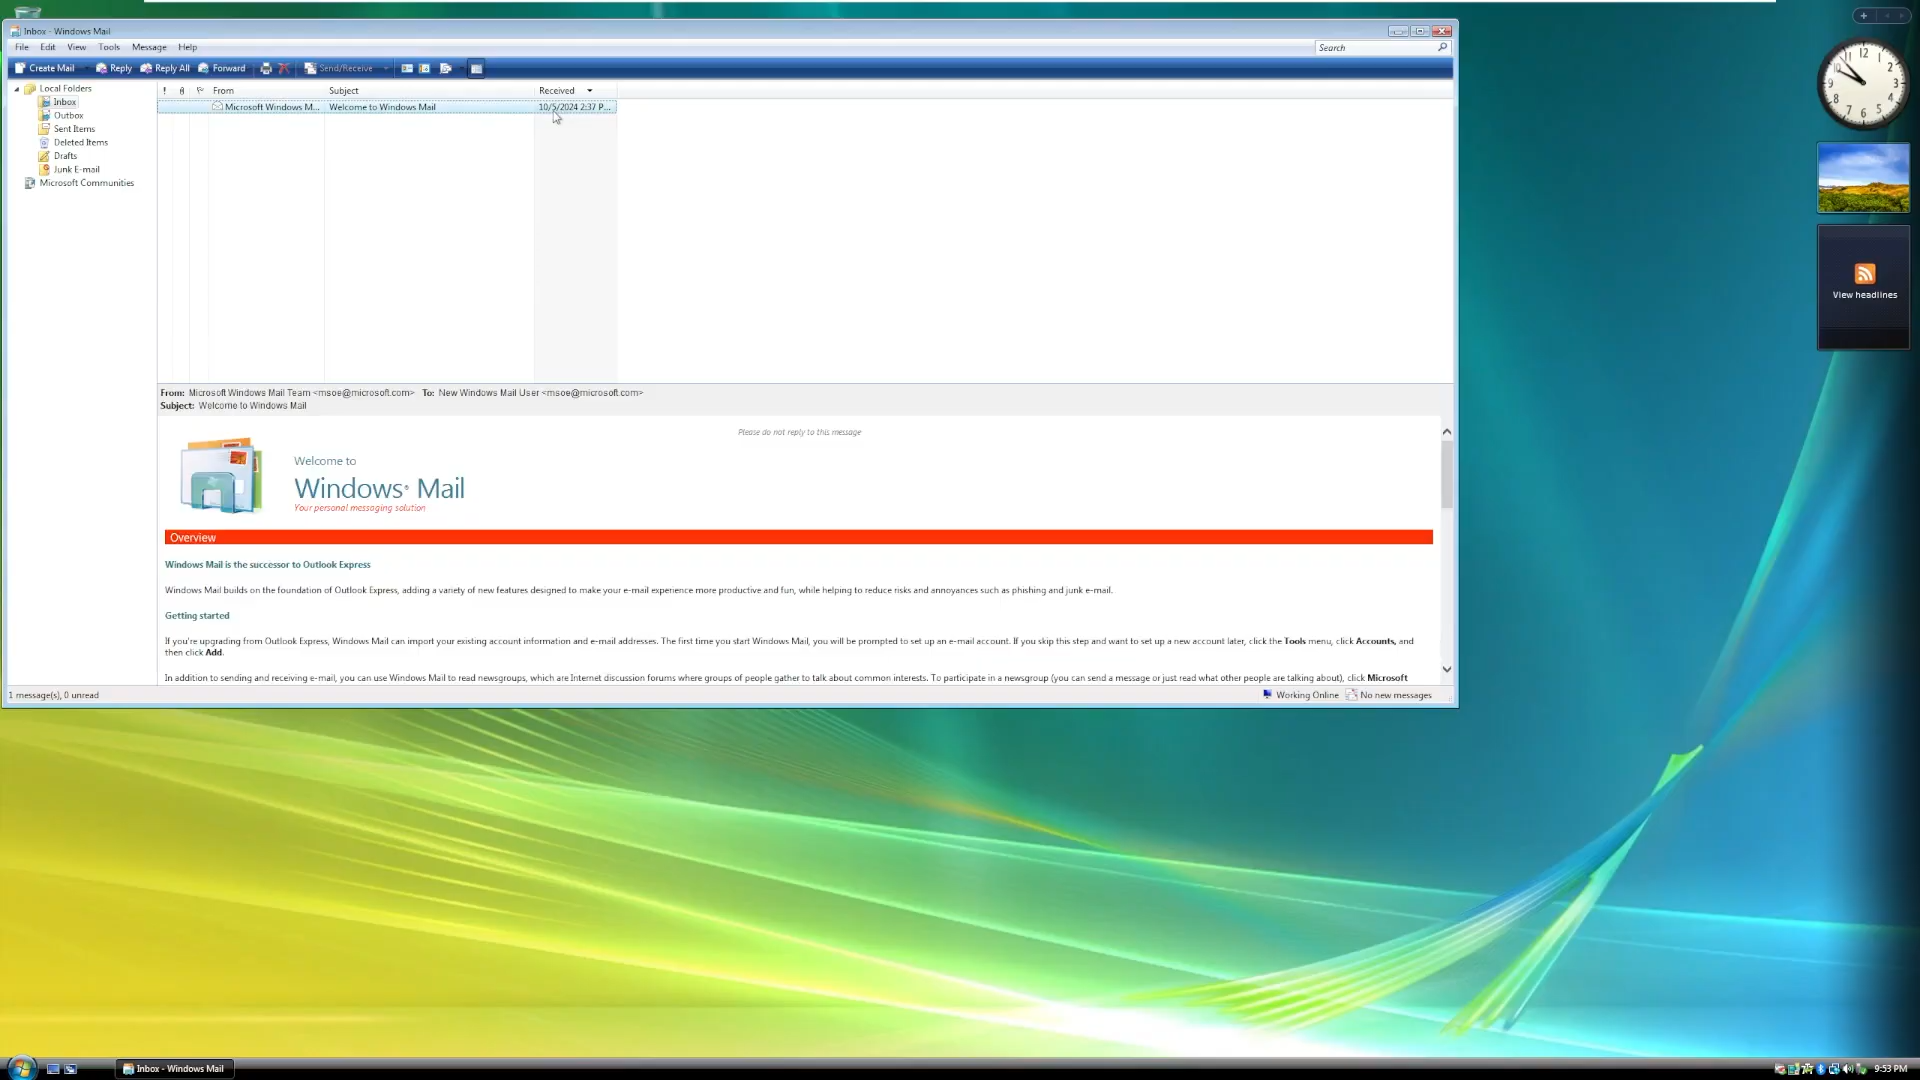 Inbox - Windows Mail
File Edit View Tools Message Help
Search
Create Mail Reply Reply All Forward Send/Receive
Local Folders
Inbox
Outbox
Sent Items
Deleted Items
Drafts
Junk E-mail
Microsoft Communities
! From Subject Received
Microsoft Windows M... Welcome to Windows Mail 10/5/2024 2:37 P...
From: Microsoft Windows Mail Team <msoe@microsoft.com> To: New Windows Mail User <msoe@microsoft.com>
Subject: Welcome to Windows Mail
Please do not reply to this message
Welcome to
Windows® Mail
Your personal messaging solution
Overview
Windows Mail is the successor to Outlook Express
Windows Mail builds on the foundation of Outlook Express, adding a variety of new features designed to make your e-mail experience more productive and fun, while helping to reduce risks and annoyances such as phishing and junk e-mail.
Getting started
If you're upgrading from Outlook Express, Windows Mail can import your existing account information and e-mail addresses. The first time you start Windows Mail, you will be prompted to set up an e-mail account. If you skip this step and want to set up a new account later, click the Tools menu, click Accounts, and
then click Add.
In addition to sending and receiving e-mail, you can use Windows Mail to read newsgroups, which are Internet discussion forums where groups of people gather to talk about common interests. To participate in a newsgroup (you can send a message or just read what other people are talking about), click Microsoft
1 message(s), 0 unread
Working Online No new messages
12
11 1
10 2
9 3
8 4
7 5
6
View headlines
Inbox - Windows Mail
9:53 PM